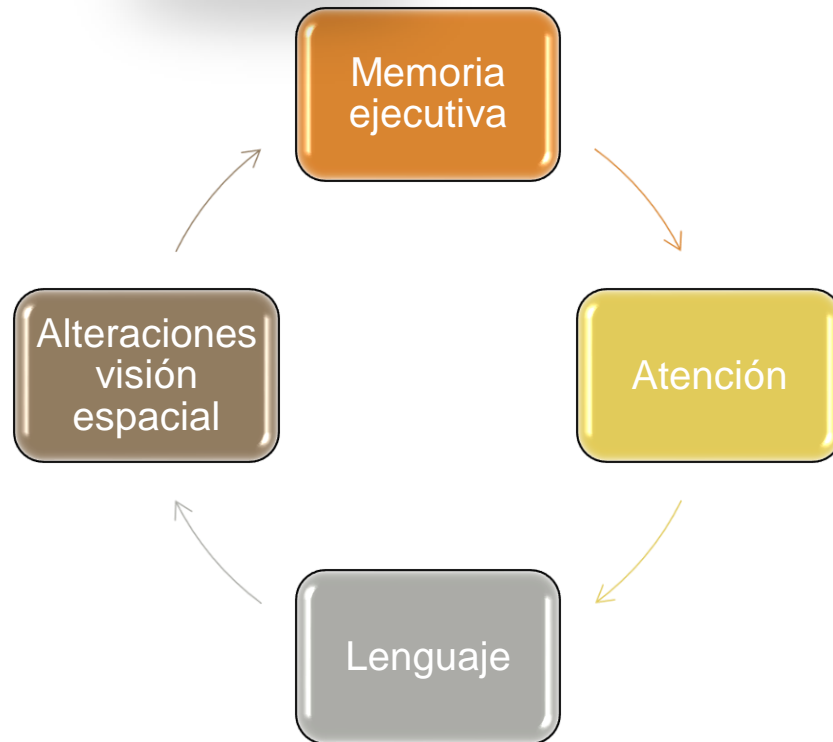 Memoria
ejecutiva
Alteraciones
visión
espacial
Atención
Lenguaje